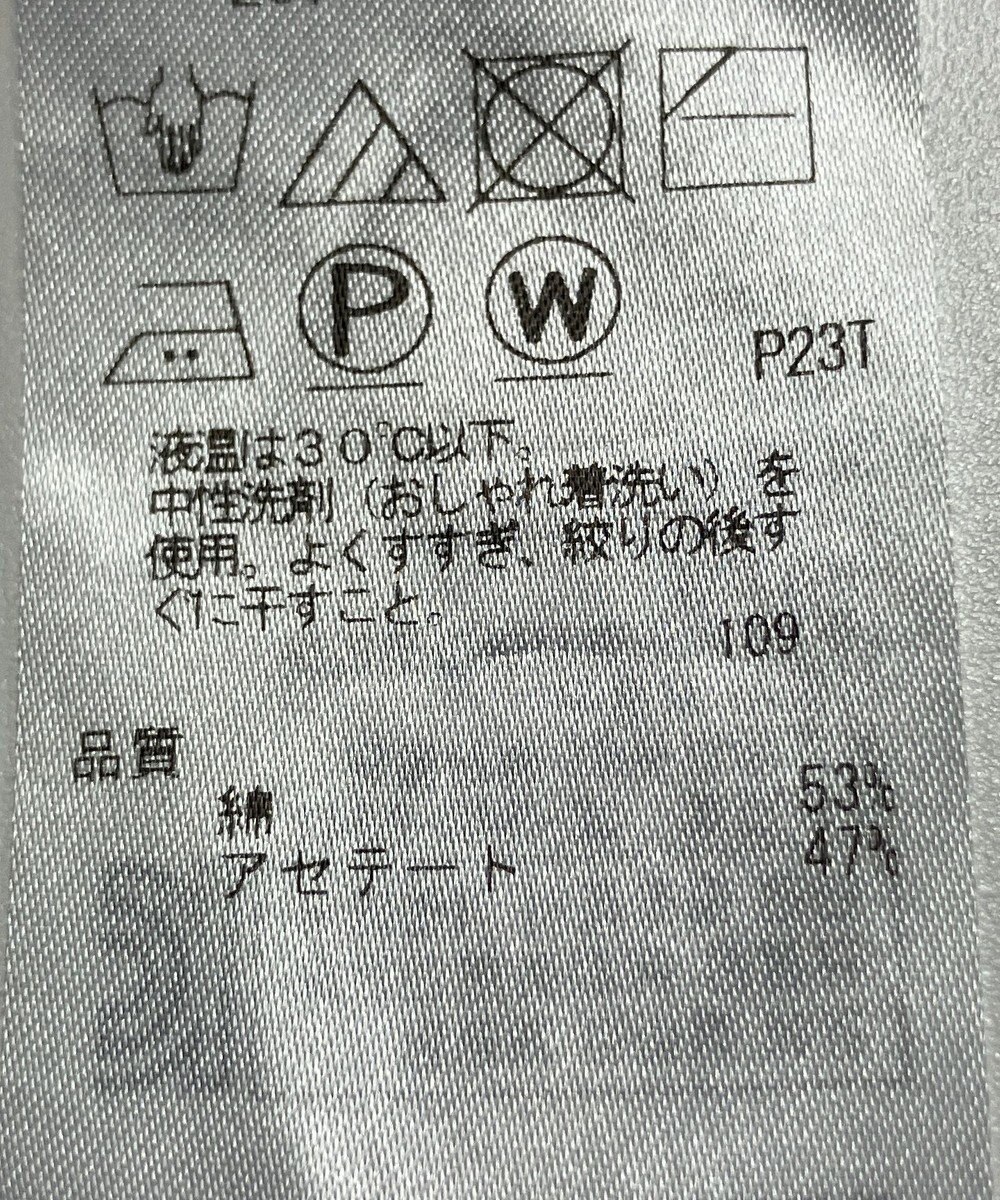 P
W
P23T
液温は30℃以下。
中性洗剤（おしゃれ着洗い）を
使用。よくすすぎ、絞りの後す
ぐに干すこと。
109
品質
綿 53%
アセテート 47%